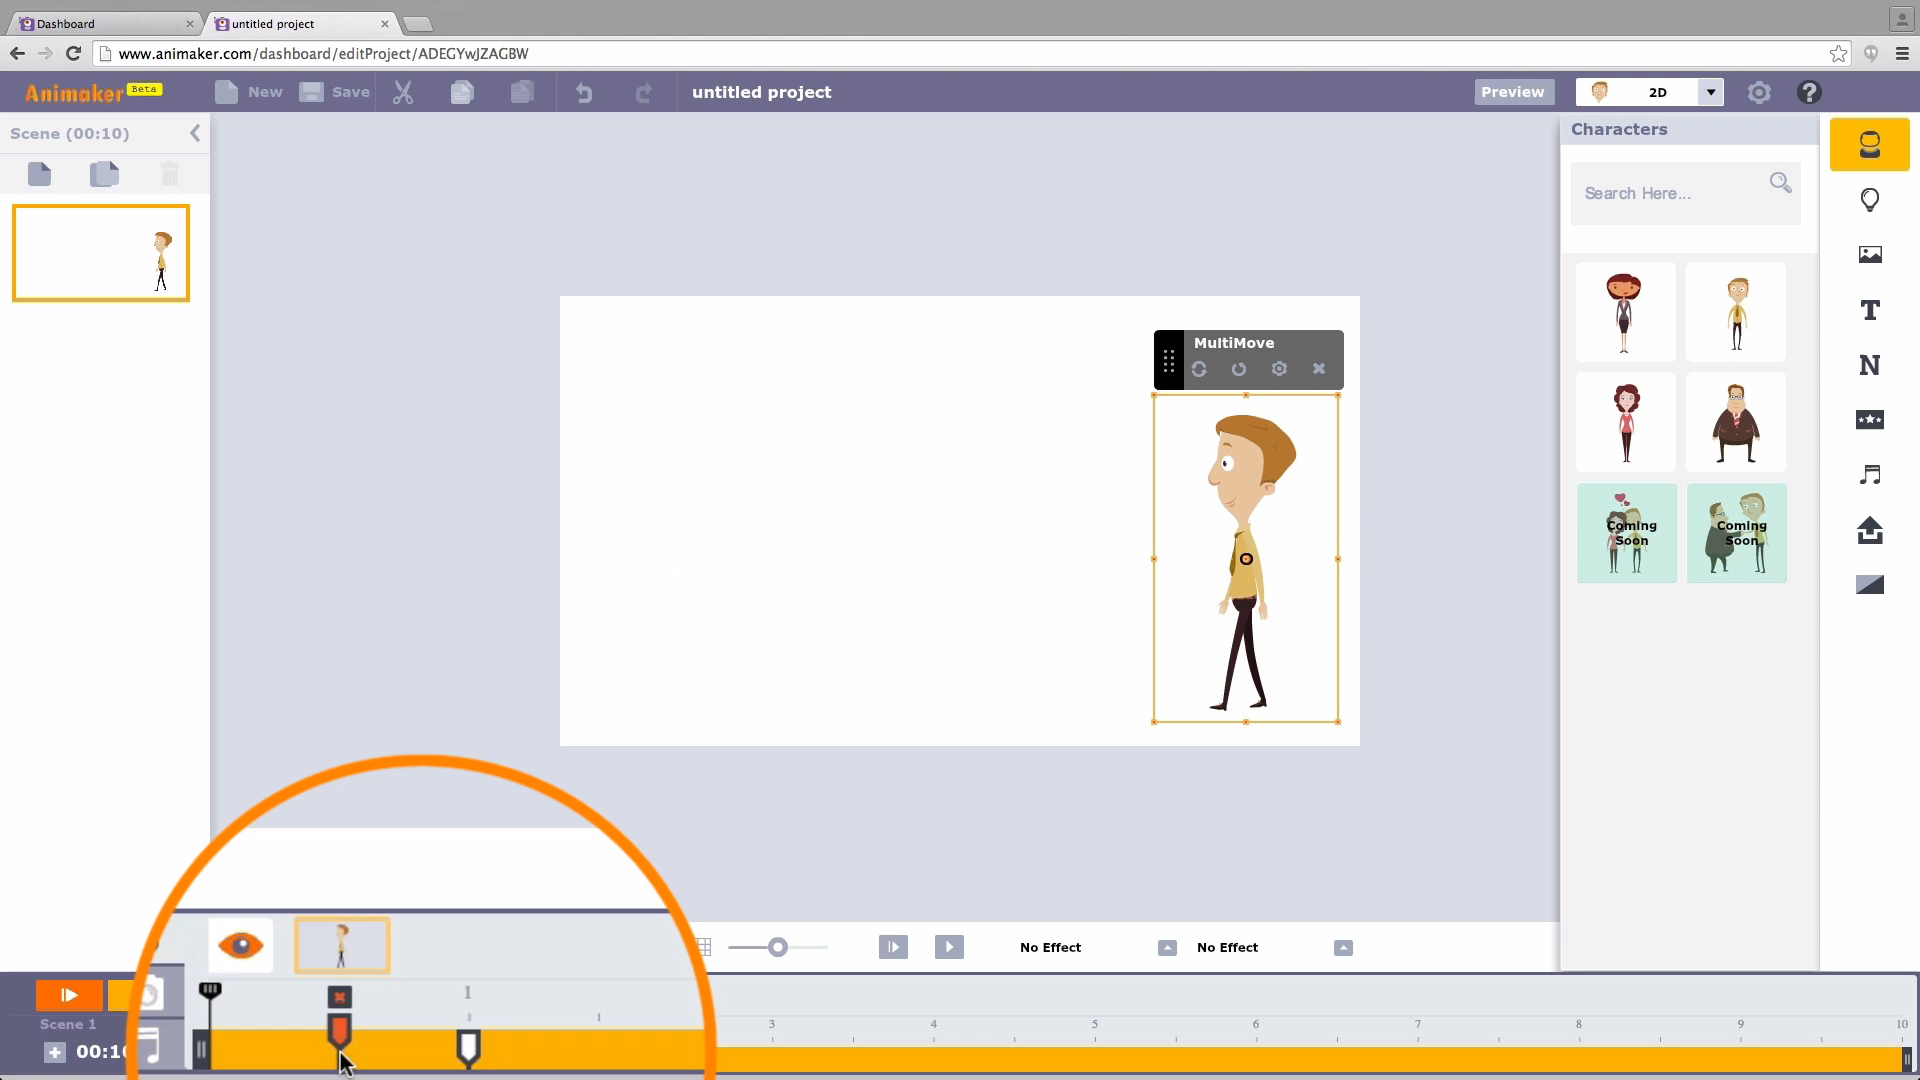 Dashboard
untitled project
www.animaker.com/dashboard/editProject/ADEGYwJZAGBW
Animaker Beta
New
Save
untitled project
Preview
2D
Scene (00:10)
Characters
Search Here...
MultiMove
Coming Soon
Coming Soon
No Effect
No Effect
1
3
4
5
6
7
8
9
10
Scene 1